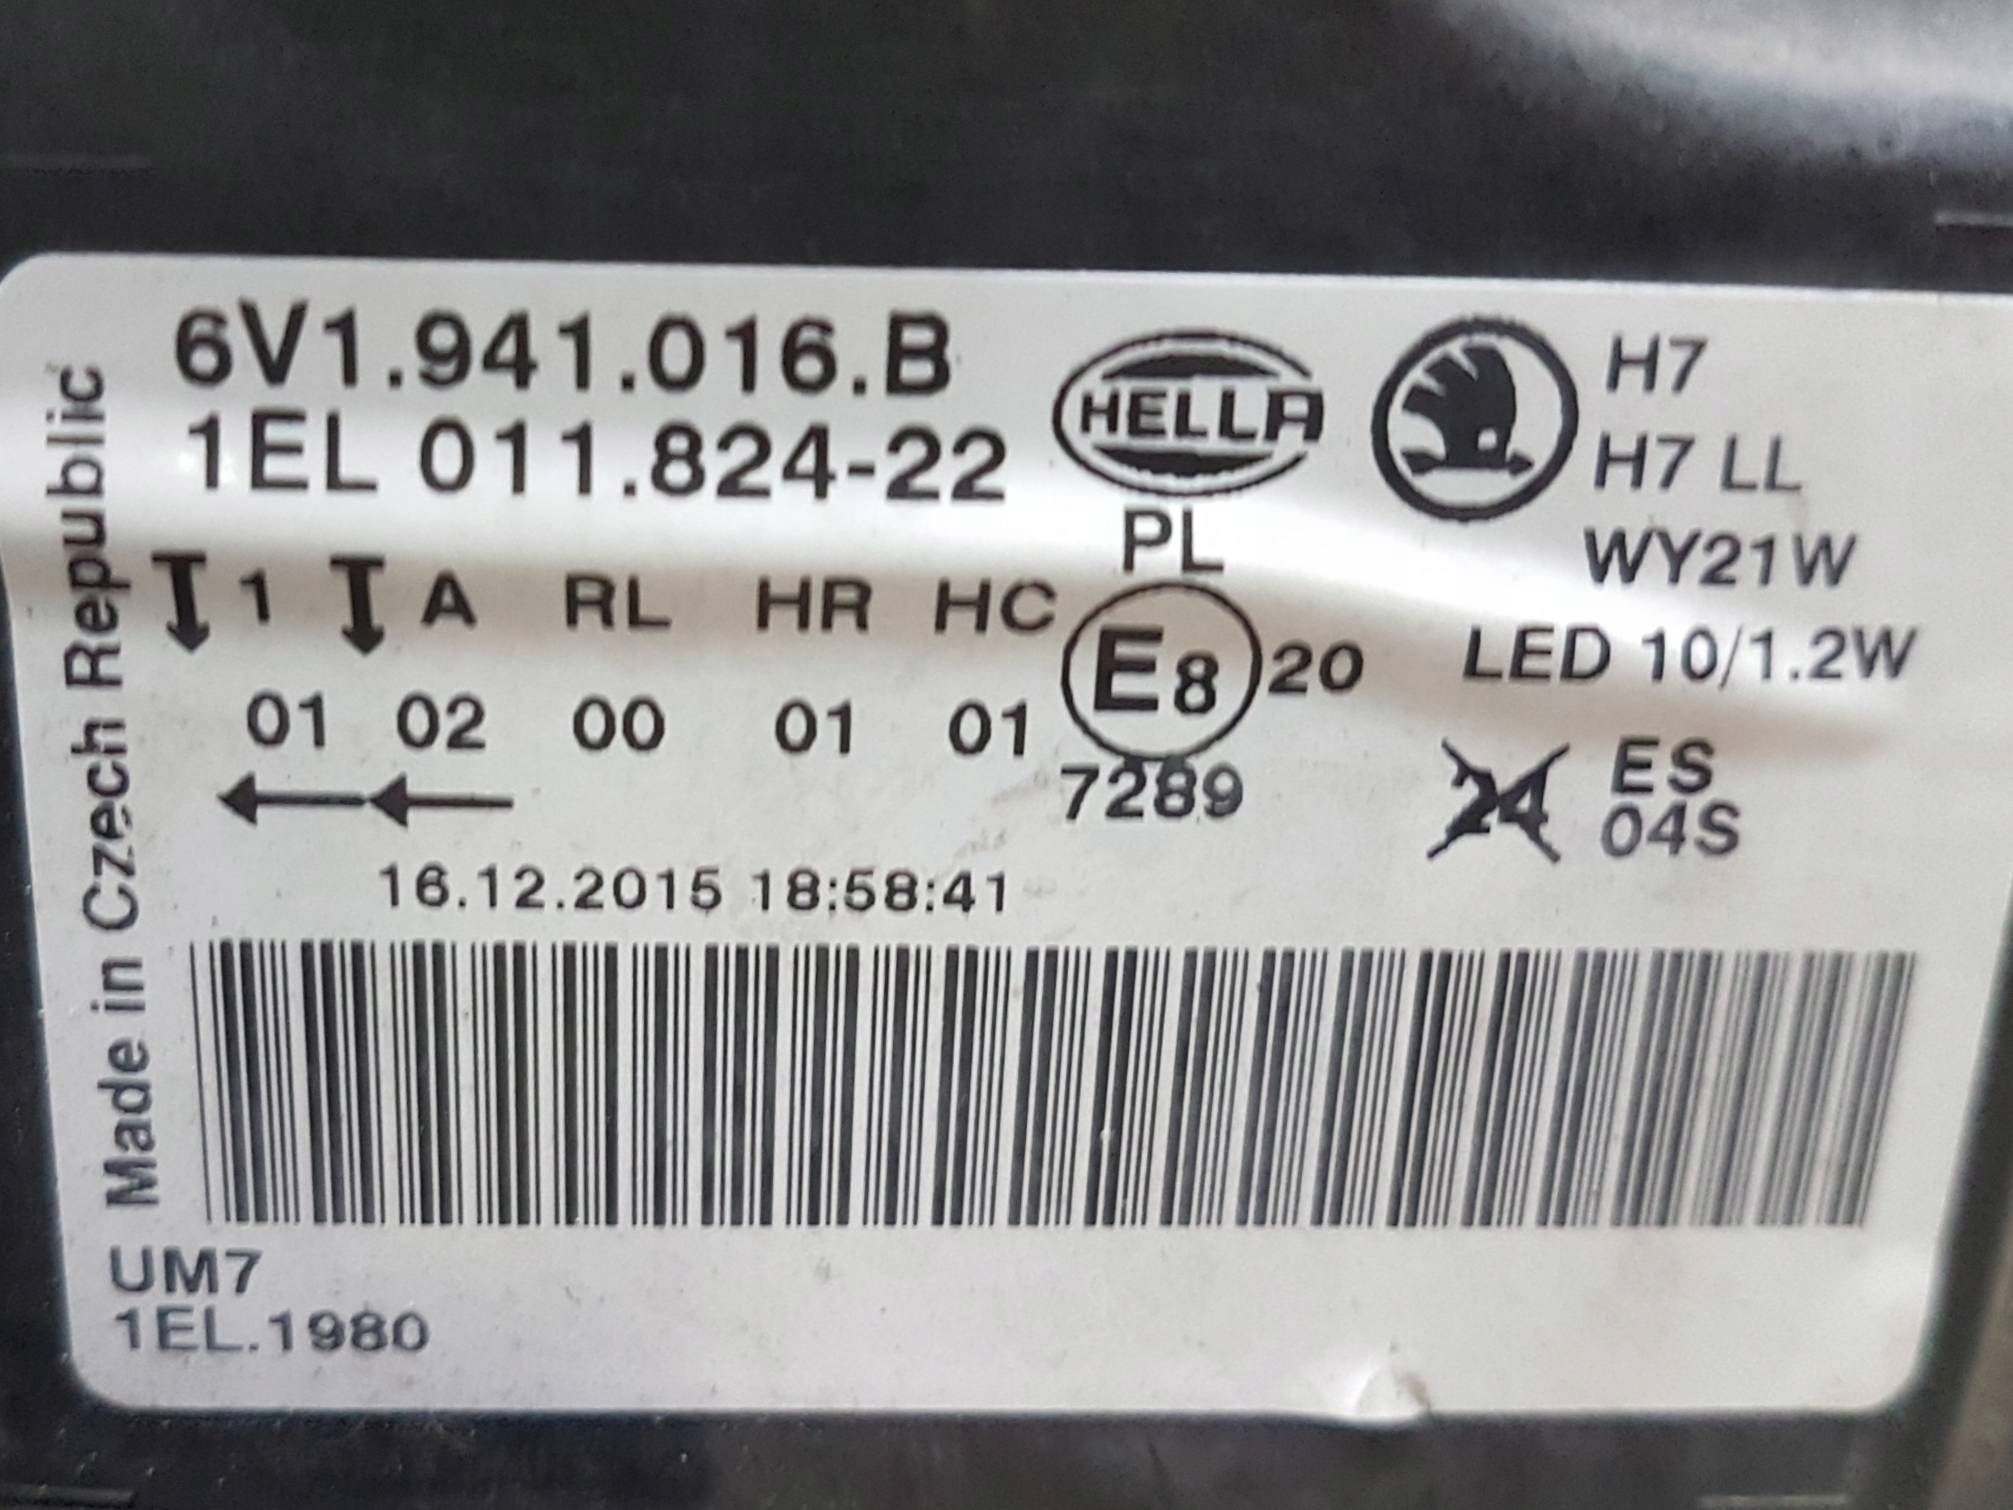 6V1.941.016.B
1EL 011.824-22
HELLA
H7
H7 LL
PL
WY21W
1 A RL HR HC
E8 20
LED 10/1.2W
01 02 00 01 01
7289
24
ES
04S
16.12.2015 18:58:41
Made in Czech Republic
UM7
1EL.1980